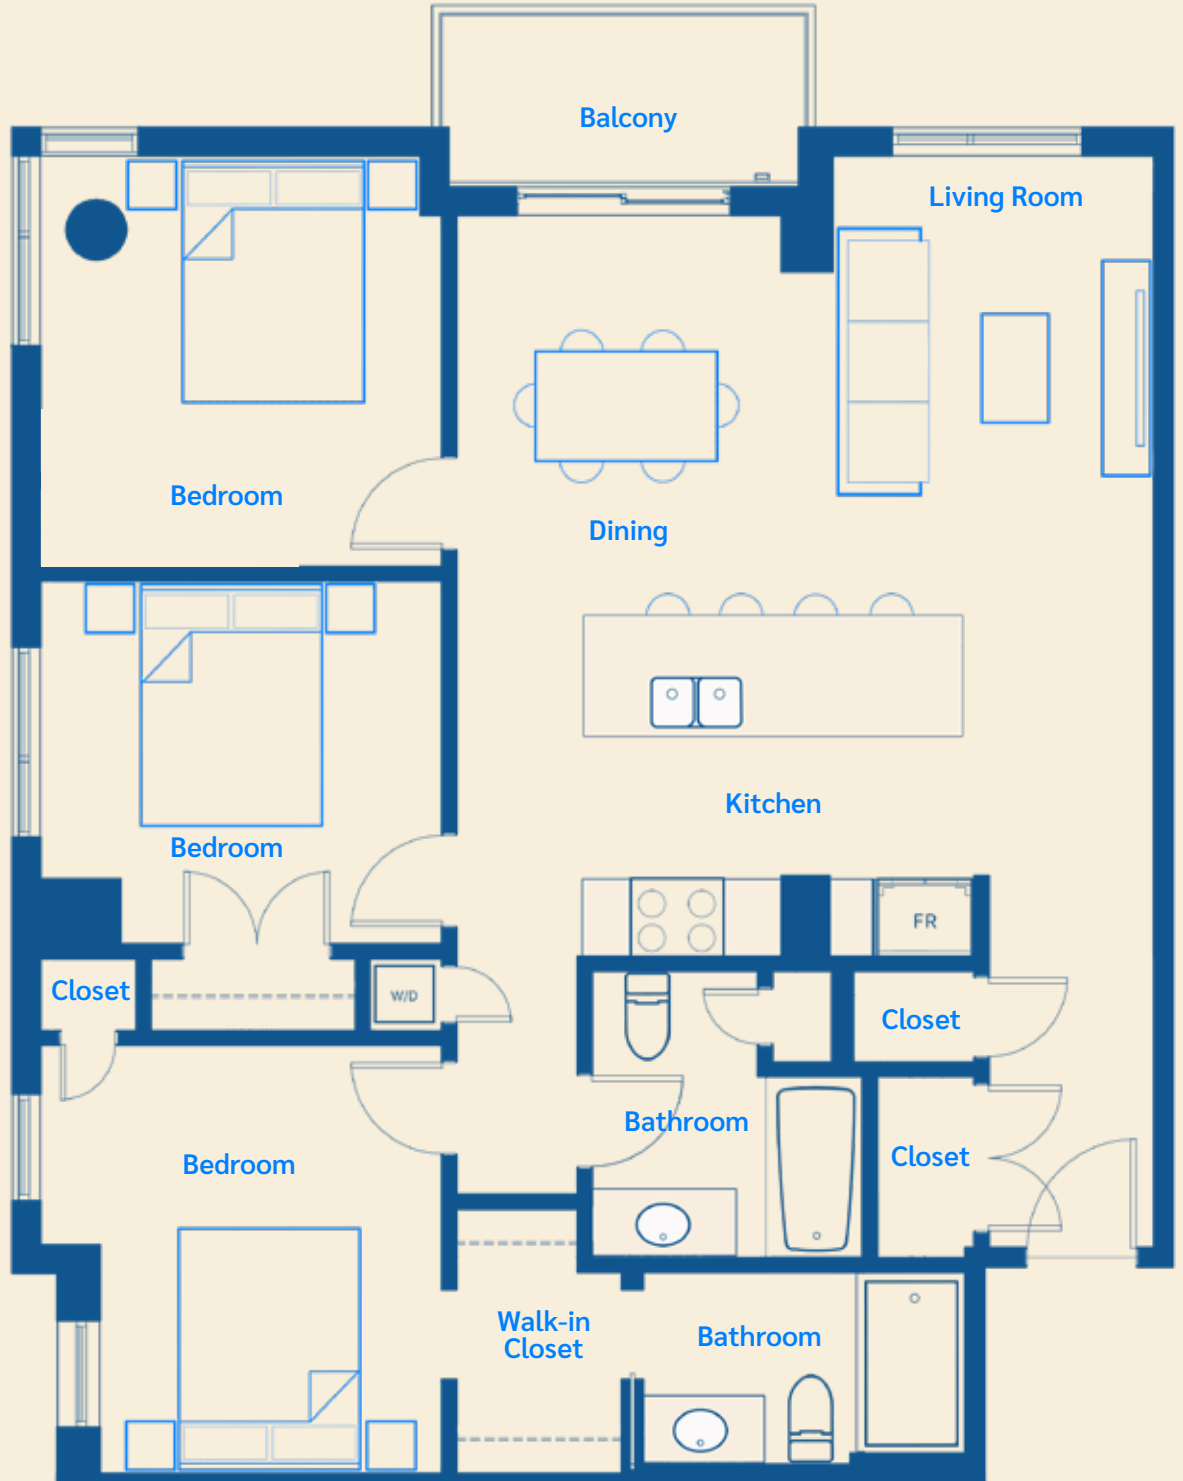 Balcony
Living Room
Bedroom
Dining
Kitchen
Bedroom
FR
Closet
W/D
Closet
Bathroom
Closet
Bedroom
Walk-in
Closet
Bathroom